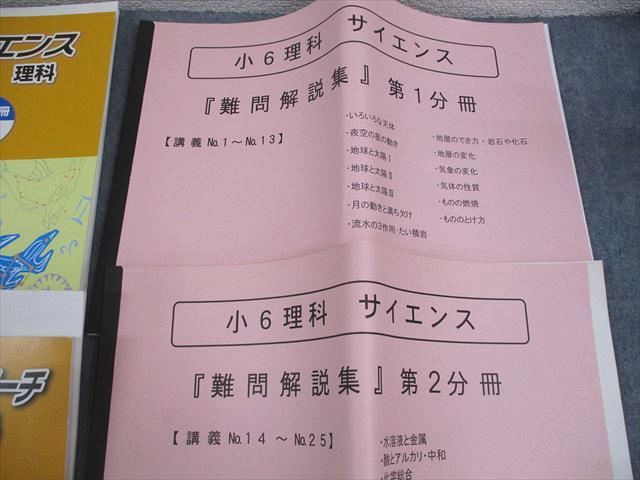 イエンス
理科
冊
ーチ
小6理科 サイエンス
『難問解説集』第1分冊
【講義 No.1～No.13】
・いろいろな天体
・夜空の星の動き
・地球と太陽Ⅰ
・地球と太陽Ⅱ
・地球と太陽Ⅲ
・月の動きと満ち欠け
・流水の3作用・たい積岩
・地層のでき方・岩石や化石
・地層の変化
・気象の変化
・気体の性質
・ものの燃焼
・もののとけ方
小6理科 サイエンス
『難問解説集』第2分冊
【講義 No.14 ～No.25】
・水溶液と金属
・酸とアルカリ・中和
・化学総合